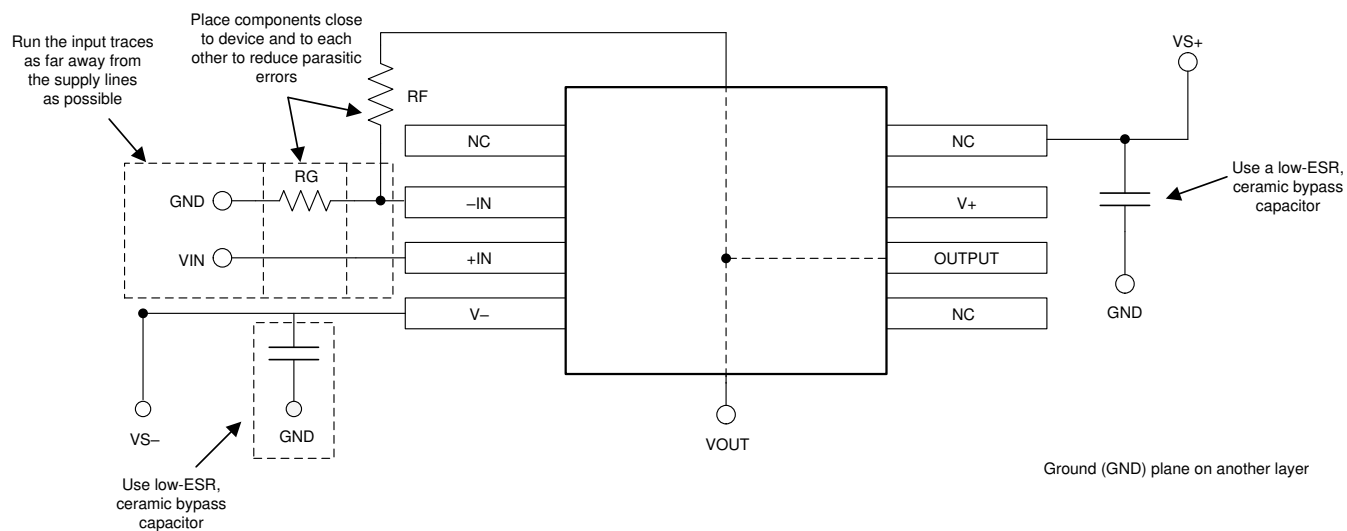 Place components close
to device and to each
other to reduce parasitic
errors
Run the input traces
as far away from
the supply lines
as possible
VS+
RF
NC
NC
RG
Use a low-ESR,
ceramic bypass
capacitor
GND
–IN
V+
VIN
+IN
OUTPUT
V–
NC
GND
VS–
GND
VOUT
Use low-ESR,
ceramic bypass
capacitor
Ground (GND) plane on another layer